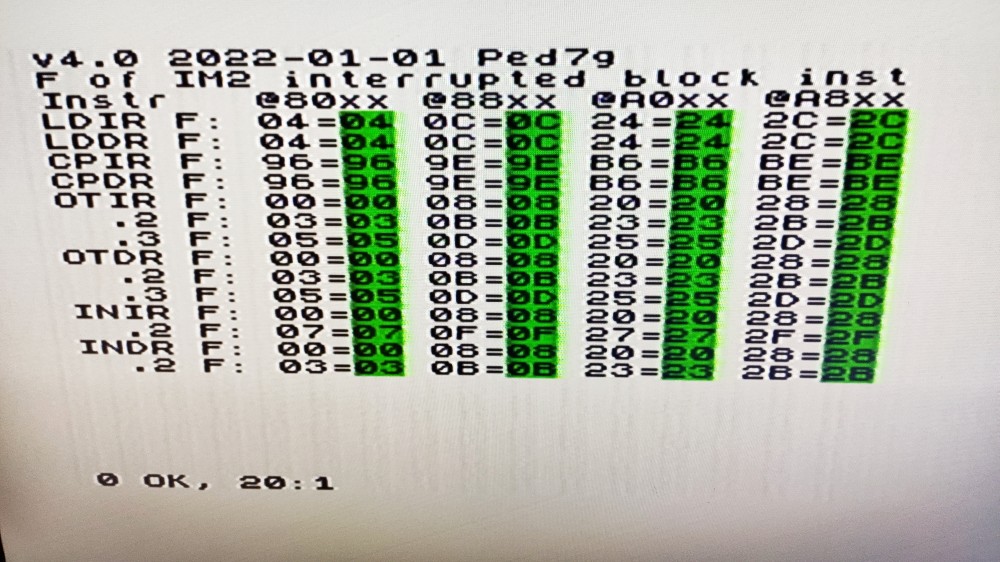 v4.0 2022-01-01 Ped7g
F of IM2 interrupted block inst
Instr @80xx @88xx @A0xx @A8xx
LDIR F: 04=04 0C=0C 24=24 2C=2C
LDDR F: 04=04 0C=0C 24=24 2C=2C
CPIR F: 96=96 9E=9E B6=B6 BE=BE
CPDR F: 96=96 9E=9E B6=B6 BE=BE
OTIR F: 00=00 08=08 20=20 28=28
.2 F: 03=03 0B=0B 23=23 2B=2B
.3 F: 05=05 0D=0D 25=25 2D=2D
OTDR F: 00=00 08=08 20=20 28=28
.2 F: 03=03 0B=0B 23=23 2B=2B
.3 F: 05=05 0D=0D 25=25 2D=2D
INIR F: 00=00 08=08 20=20 28=28
.2 F: 07=07 0F=0F 27=27 2F=2F
INDR F: 00=00 08=08 20=20 28=28
.2 F: 03=03 0B=0B 23=23 2B=2B
0 OK, 20:1